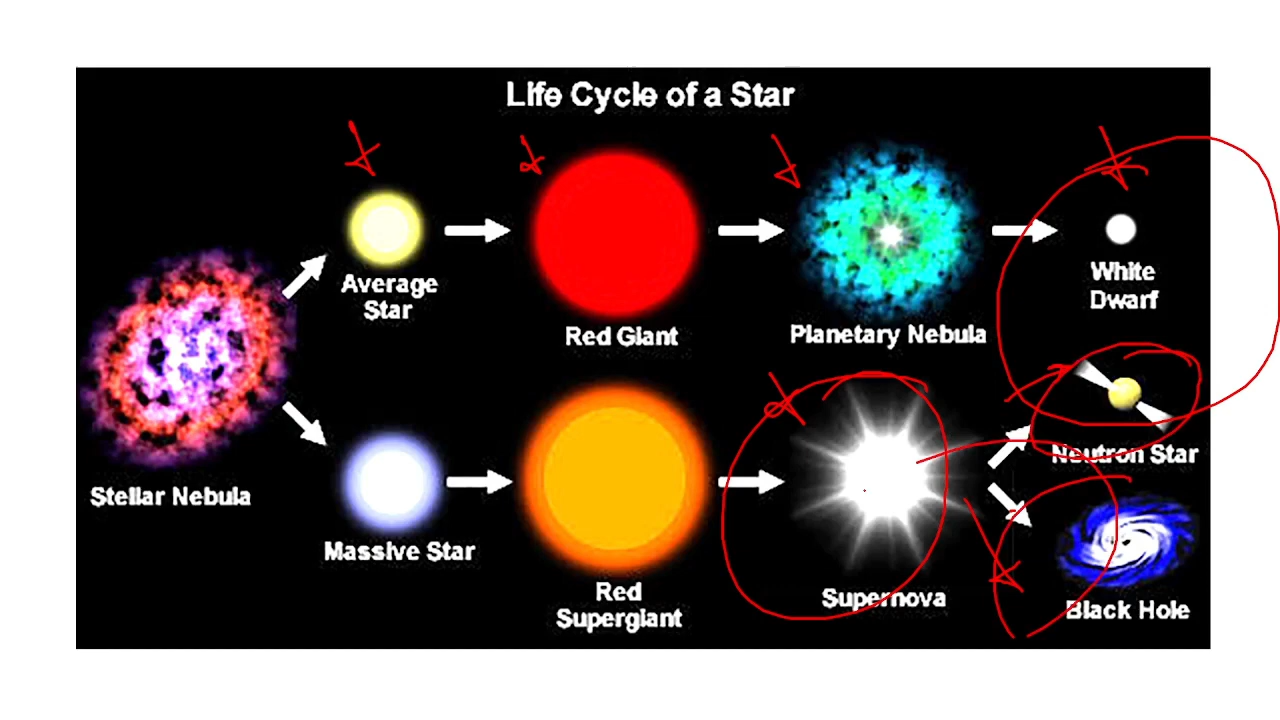 Life Cycle of a Star
Average
Star
Red Giant
Planetary Nebula
White
Dwarf
Stellar Nebula
Massive Star
Red
Supergiant
Supernova
Neutron Star
Black Hole